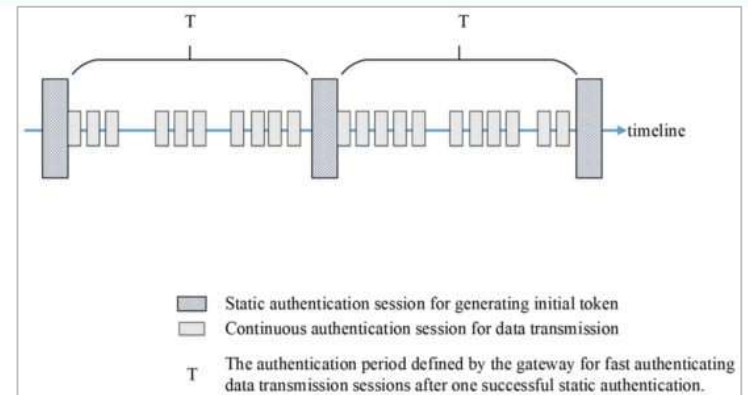 T T
timeline
Static authentication session for generating initial token
Continuous authentication session for data transmission
T The authentication period defined by the gateway for fast authenticating
data transmission sessions after one successful static authentication.